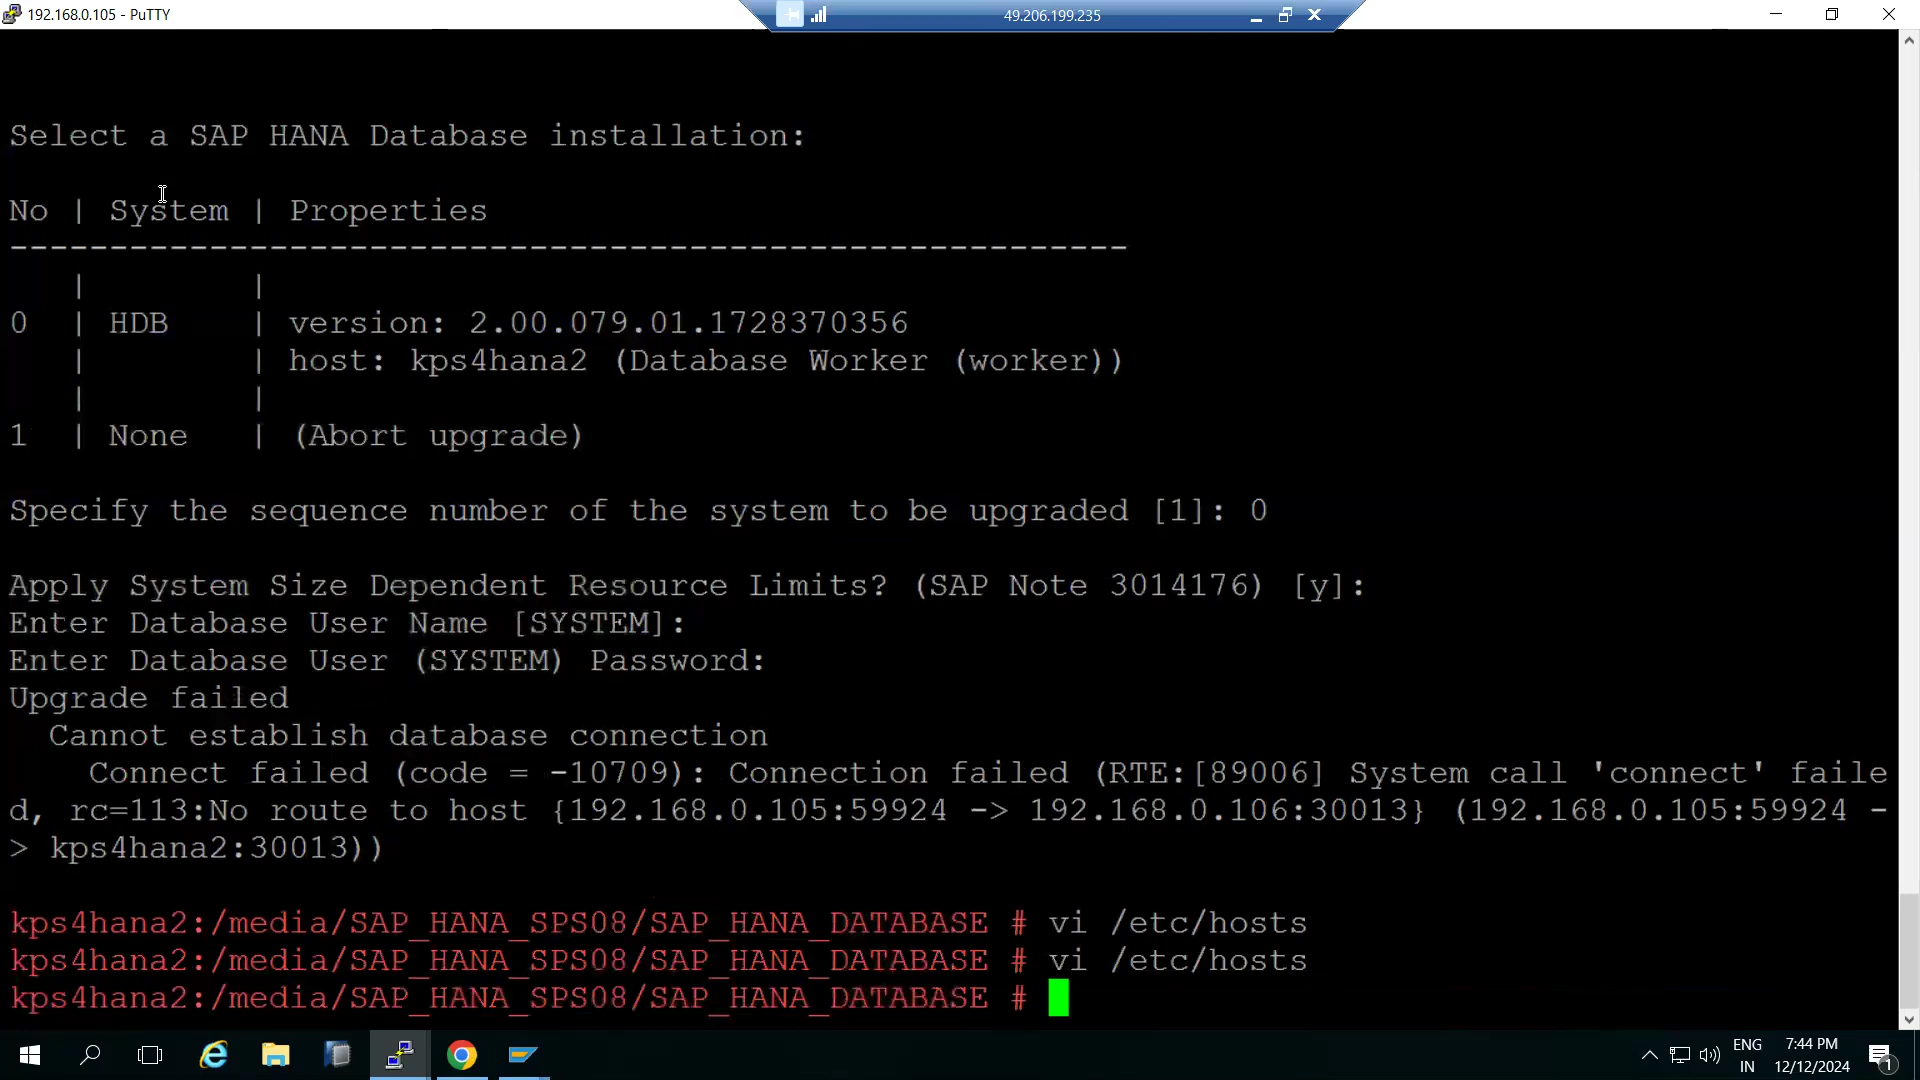 192.168.0.105 - PuTTY
49.206.199.235
Select a SAP HANA Database installation:
No | System | Properties
--------------------------------------------------------
| |
0 | HDB | version: 2.00.079.01.1728370356
| | host: kps4hana2 (Database Worker (worker))
| |
1 | None | (Abort upgrade)
Specify the sequence number of the system to be upgraded [1]: 0
Apply System Size Dependent Resource Limits? (SAP Note 3014176) [y]:
Enter Database User Name [SYSTEM]:
Enter Database User (SYSTEM) Password:
Upgrade failed
Cannot establish database connection
Connect failed (code = -10709): Connection failed (RTE:[89006] System call 'connect' faile
d, rc=113:No route to host {192.168.0.105:59924 -> 192.168.0.106:30013} (192.168.0.105:59924 -
> kps4hana2:30013))
kps4hana2:/media/SAP_HANA_SPS08/SAP_HANA_DATABASE # vi /etc/hosts
kps4hana2:/media/SAP_HANA_SPS08/SAP_HANA_DATABASE # vi /etc/hosts
kps4hana2:/media/SAP_HANA_SPS08/SAP_HANA_DATABASE #
ENG
IN
7:44 PM
12/12/2024
1